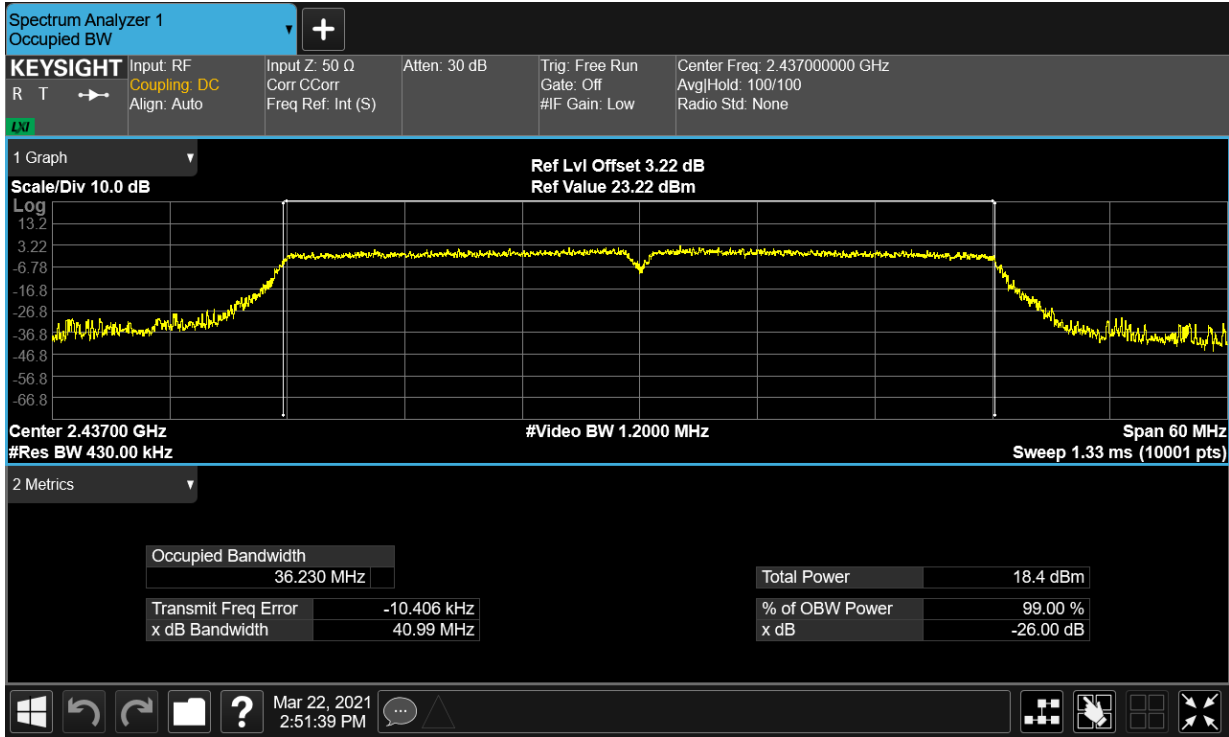 Spectrum Analyzer 1
Occupied BW
▼
+
KEYSIGHT
R T
LXI
Input: RF
Coupling: DC
Align: Auto
Input Z: 50 Ω
Corr CCorr
Freq Ref: Int (S)
Atten: 30 dB
Trig: Free Run
Gate: Off
#IF Gain: Low
Center Freq: 2.437000000 GHz
Avg|Hold: 100/100
Radio Std: None
1 Graph
Scale/Div 10.0 dB
Ref Lvl Offset 3.22 dB
Ref Value 23.22 dBm
Log
13.2
3.22
-6.78
-16.8
-26.8
-36.8
-46.8
-56.8
-66.8
Center 2.43700 GHz
#Video BW 1.2000 MHz
Span 60 MHz
#Res BW 430.00 kHz
Sweep 1.33 ms (10001 pts)
2 Metrics
Occupied Bandwidth
36.230 MHz
Transmit Freq Error -10.406 kHz
x dB Bandwidth 40.99 MHz
Total Power 18.4 dBm
% of OBW Power 99.00 %
x dB -26.00 dB
?
Mar 22, 2021
2:51:39 PM